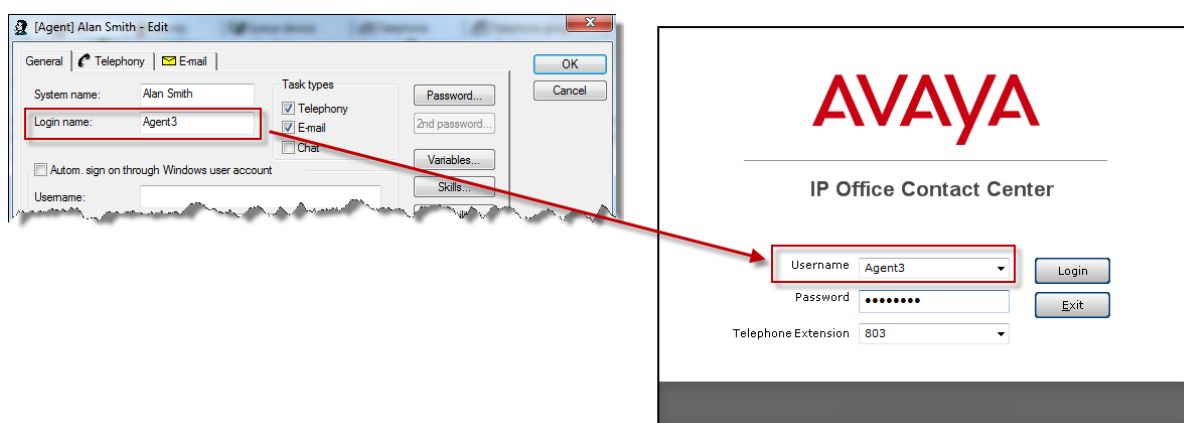 [Agent] Alan Smith - Edit
General Telephony E-mail
OK
Cancel
System name: Alan Smith
Login name: Agent3
Task types
Telephony
E-mail
Chat
Password...
2nd password...
Variables...
Skills...
Autom. sign on through Windows user account
Username:
AVAYA
IP Office Contact Center
Username Agent3
Password ••••••••
Telephone Extension 803
Login
Exit